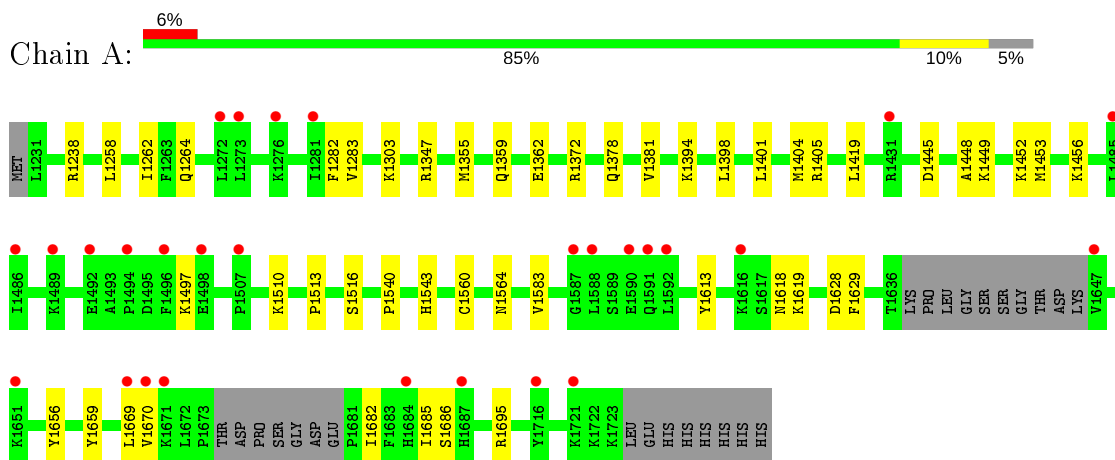 6%
Chain A:
85% 10% 5%
MET L1231 R1238 L1258 I1262 F1263 Q1264 L1272 L1273 K1276 I1281 F1282 V1283 K1303 R1347 M1355 Q1359 E1362 R1372 Q1378 V1381 K1394 L1398 L1401 M1404 R1405 L1419 R1431 D1445 A1448 K1449 K1452 M1453 K1456 L1485
I1486 K1489 E1492 A1493 P1494 D1495 F1496 K1497 E1498 P1507 K1510 P1513 S1516 P1540 H1543 C1560 N1564 V1583 G1587 L1588 S1589 E1590 Q1591 L1592 Y1613 K1616 S1617 N1618 K1619 D1628 F1629 T1636 LYS PRO LEU GLY SER SER GLY THR ASP LYS V1647
K1651 Y1656 Y1659 L1669 V1670 K1671 L1672 P1673 THR ASP PRO SER GLY ASP GLU P1681 I1682 F1683 H1684 I1685 S1686 H1687 R1695 Y1716 K1721 K1722 K1723 LEU GLU HIS HIS HIS HIS HIS HIS